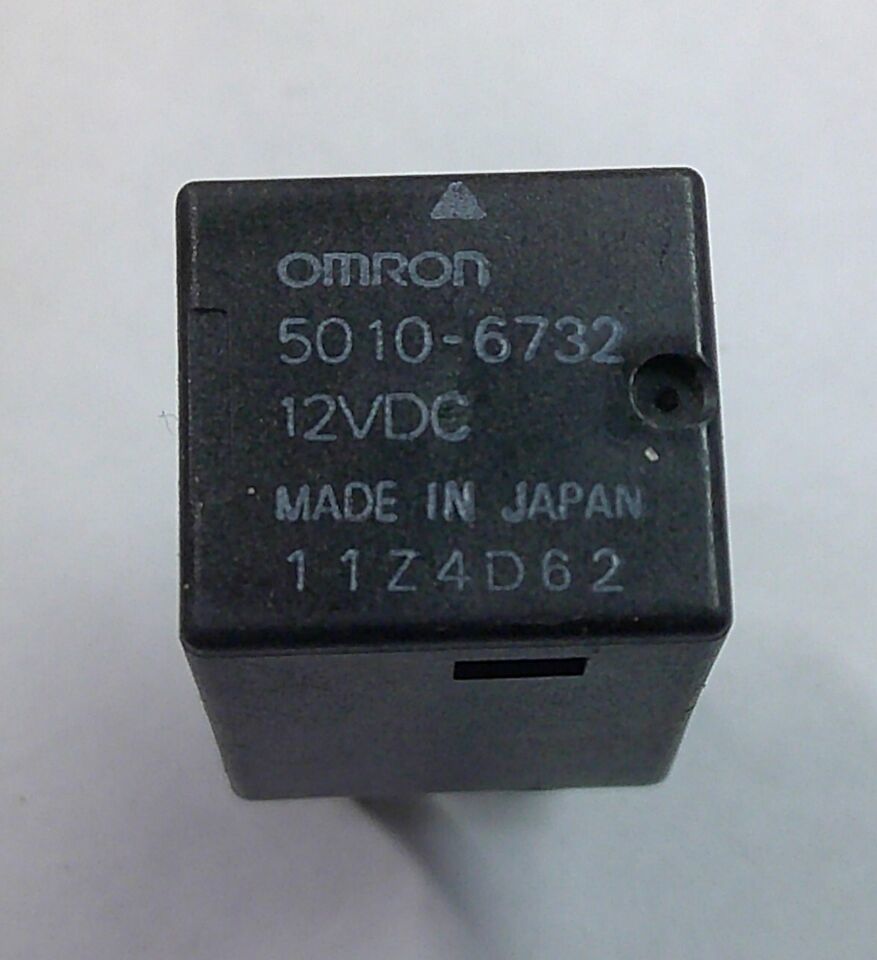 OMRON
5010-6732
12VDC
MADE IN JAPAN
11Z4D62